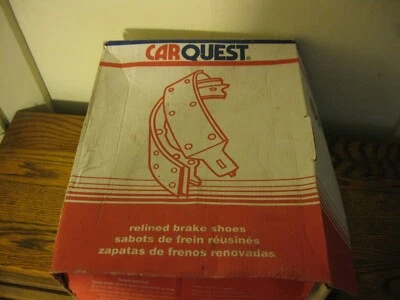 CARQUEST®
relined brake shoes
sabots de frein réusinés
zapatas de frenos renovadas